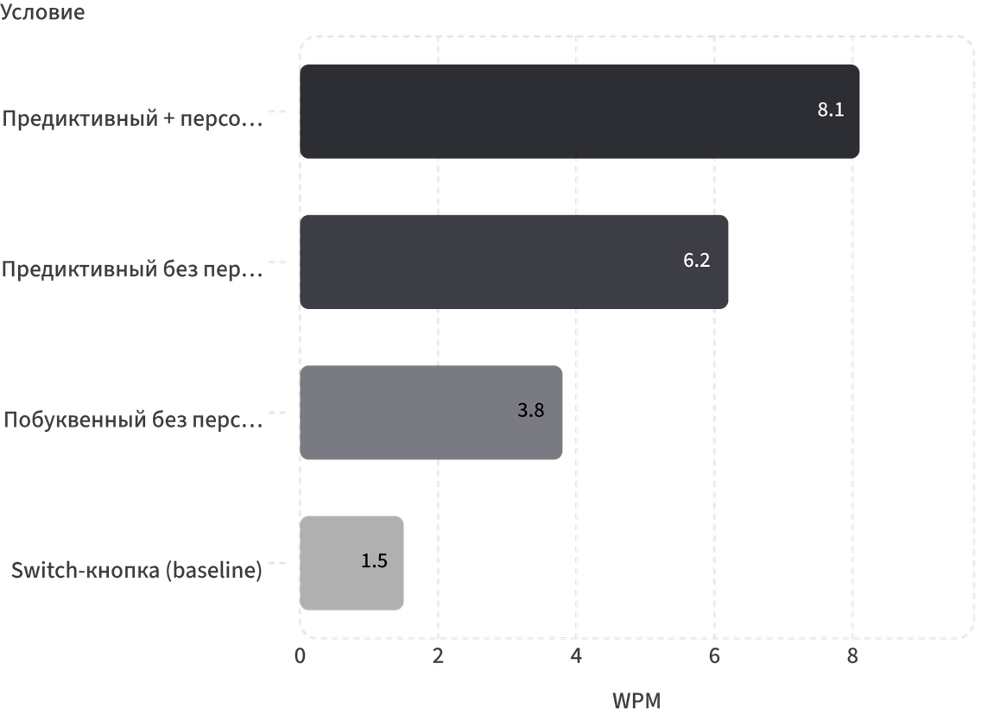 Условие
Предиктивный + персо…
8.1
Предиктивный без пер…
6.2
Побуквенный без перс…
3.8
Switch-кнопка (baseline)
1.5
0 2 4 6 8
WPM